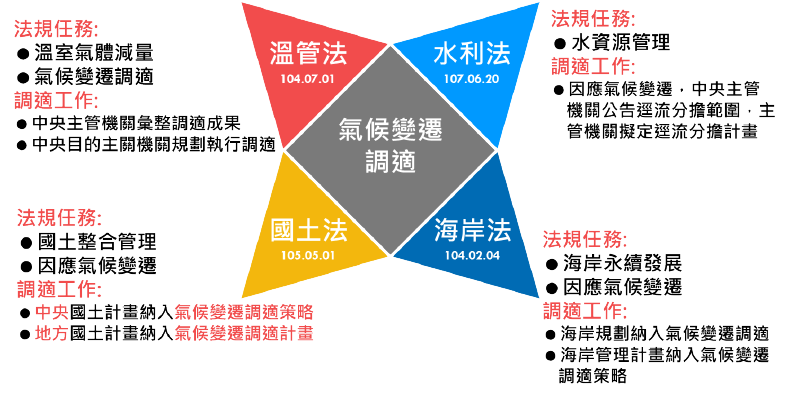 法規任務:
● 溫室氣體減量
● 氣候變遷調適
調適工作:
● 中央主管機關彙整調適成果
● 中央目的主關機關規劃執行調適
溫管法
104.07.01
水利法
107.06.20
法規任務:
● 水資源管理
調適工作:
● 因應氣候變遷，中央主管
機關公告逕流分擔範圍，主
管機關擬定逕流分擔計畫
氣候變遷
調適
法規任務:
● 國土整合管理
● 因應氣候變遷
調適工作:
● 中央國土計畫納入氣候變遷調適策略
● 地方國土計畫納入氣候變遷調適計畫
國土法
105.05.01
海岸法
104.02.04
法規任務:
● 海岸永續發展
● 因應氣候變遷
調適工作:
● 海岸規劃納入氣候變遷調適
● 海岸管理計畫納入氣候變遷
調適策略